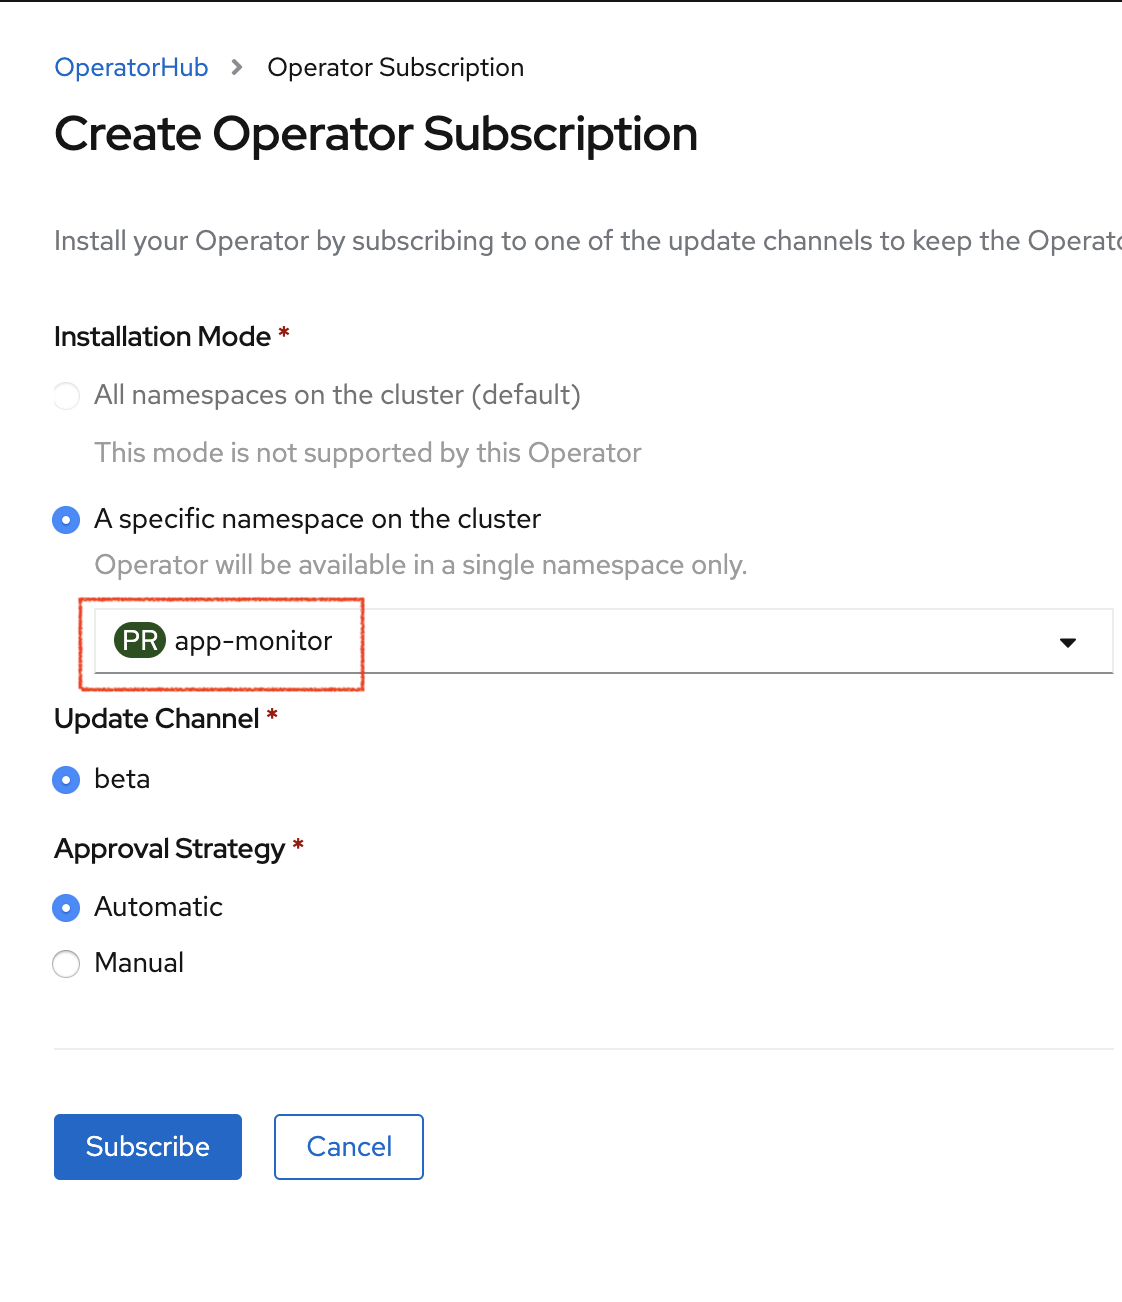 OperatorHub > Operator Subscription
Create Operator Subscription
Install your Operator by subscribing to one of the update channels to keep the
Installation Mode *
All namespaces on the cluster (default)
This mode is not supported by this Operator
A specific namespace on the cluster
Operator will be available in a single namespace only.
PR app-monitor
Update Channel *
beta
Approval Strategy *
Automatic
Manual
Subscribe Cancel